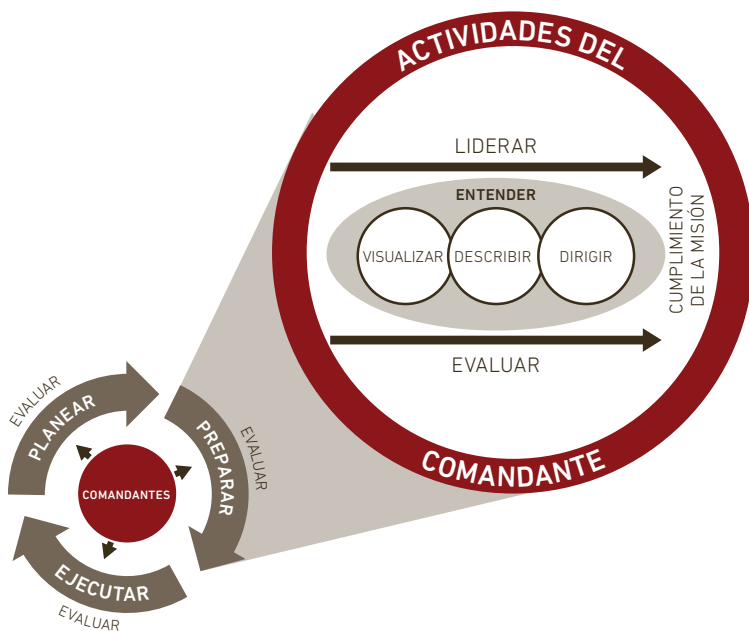 ACTIVIDADES DEL
LIDERAR
ENTENDER
VISUALIZAR
DESCRIBIR
DIRIGIR
CUMPLIMIENTO
DE LA MISIÓN
EVALUAR
COMANDANTE
EVALUAR
PLANEAR
PREPARAR
EVALUAR
COMANDANTES
EJECUTAR
EVALUAR